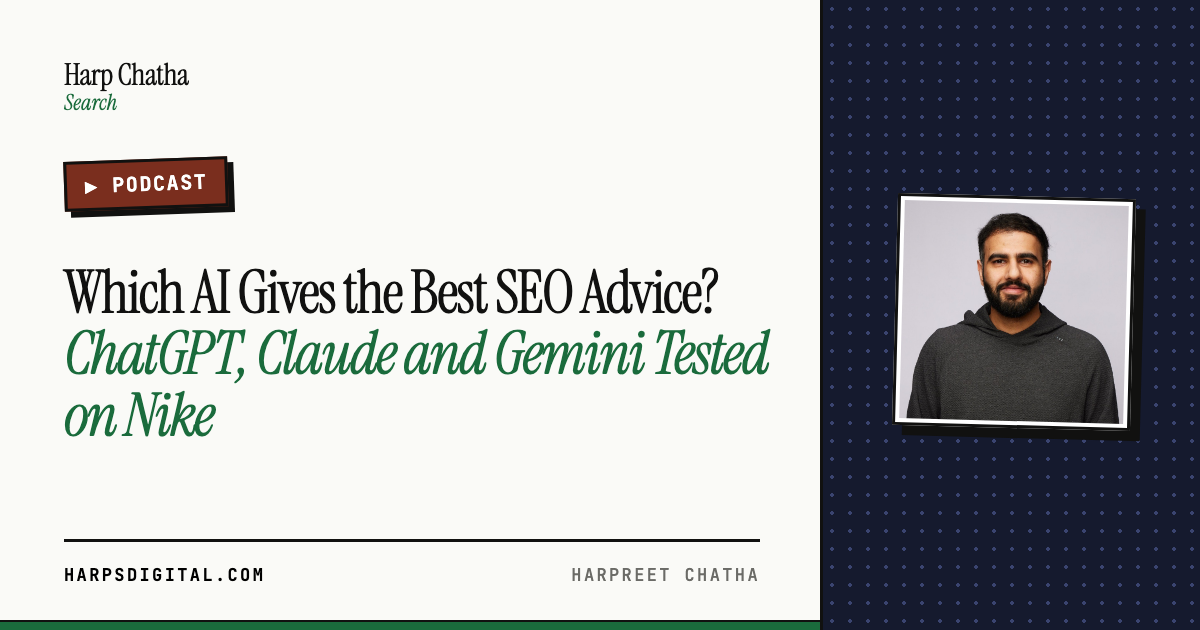 Harp Chatha
Search
▶ PODCAST
Which AI Gives the Best SEO Advice?
ChatGPT, Claude and Gemini Tested
on Nike
HARPSDIGITAL.COM
HARPREET CHATHA